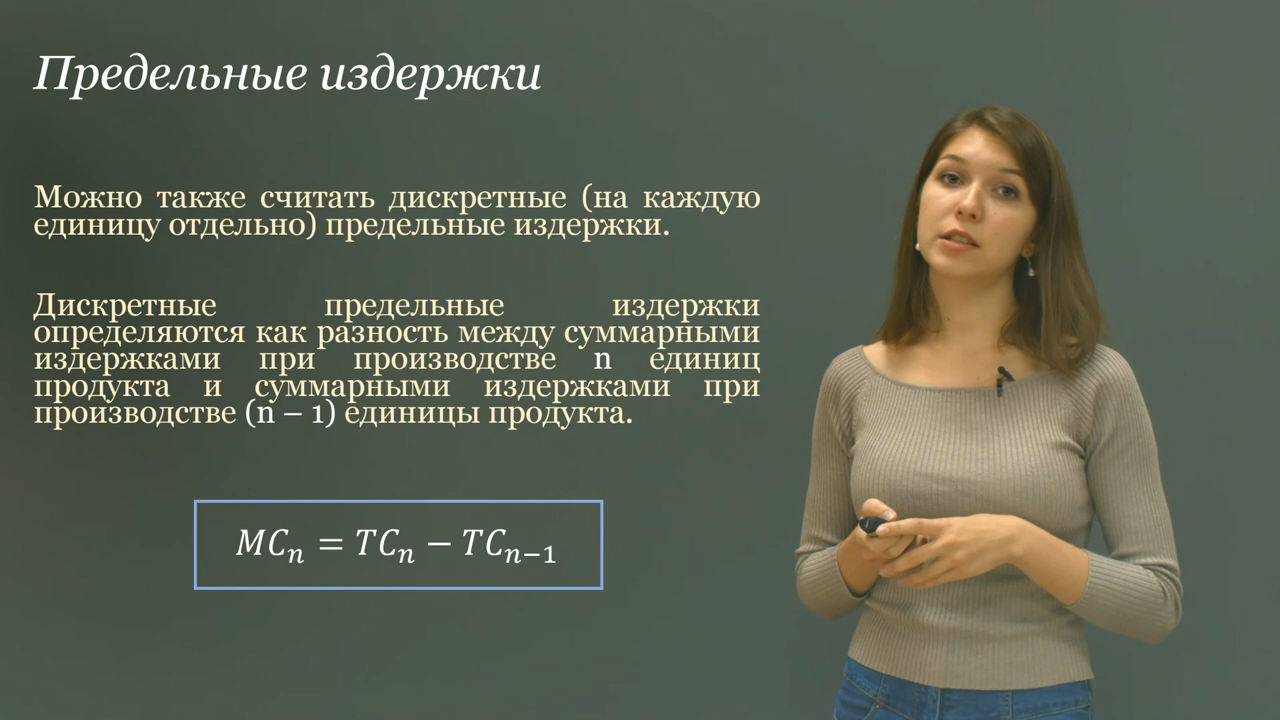 Предельные издержки
Можно также считать дискретные (на каждую
единицу отдельно) предельные издержки.
Дискретные предельные издержки
определяются как разность между суммарными
издержками при производстве n единиц
продукта и суммарными издержками при
производстве (n – 1) единицы продукта.
MCₙ = TCₙ − TCₙ₋₁